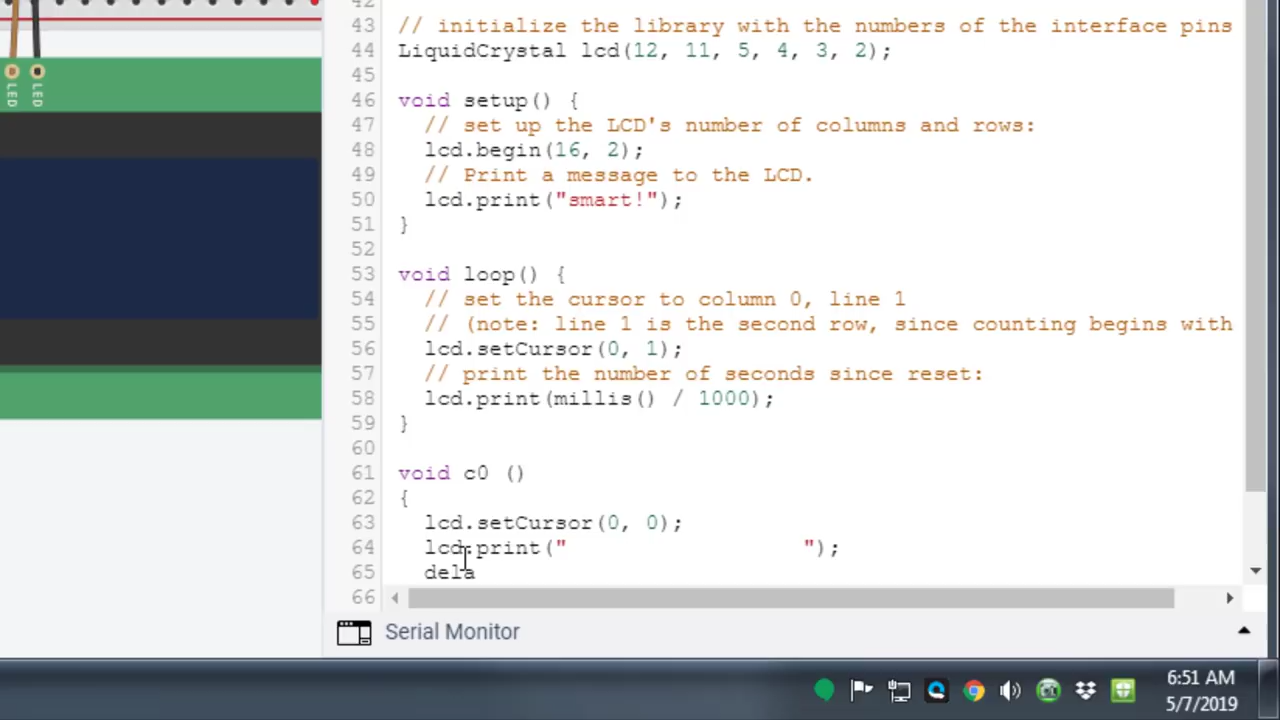 LED LED
43 // initialize the library with the numbers of the interface pins
44 LiquidCrystal lcd(12, 11, 5, 4, 3, 2);
45
46 void setup() {
47   // set up the LCD's number of columns and rows:
48   lcd.begin(16, 2);
49   // Print a message to the LCD.
50   lcd.print("smart!");
51 }
52
53 void loop() {
54   // set the cursor to column 0, line 1
55   // (note: line 1 is the second row, since counting begins with
56   lcd.setCursor(0, 1);
57   // print the number of seconds since reset:
58   lcd.print(millis() / 1000);
59 }
60
61 void c0 ()
62 {
63   lcd.setCursor(0, 0);
64   lcd.print("                  ");
65   dela
66
Serial Monitor
6:51 AM
5/7/2019